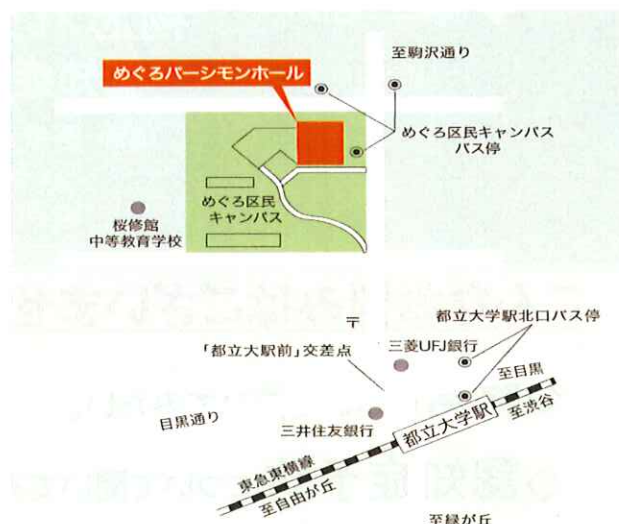 至駒沢通り
めぐろパーシモンホール
めぐろ区民キャンパス
バス停
めぐろ区民
キャンパス
桜修館
中等教育学校
〒
都立大学駅北口バス停
「都立大駅前」交差点
三菱UFJ銀行
至目黒
目黒通り
三井住友銀行
都立大学駅
至渋谷
東急東横線
至自由が丘
至緑が丘